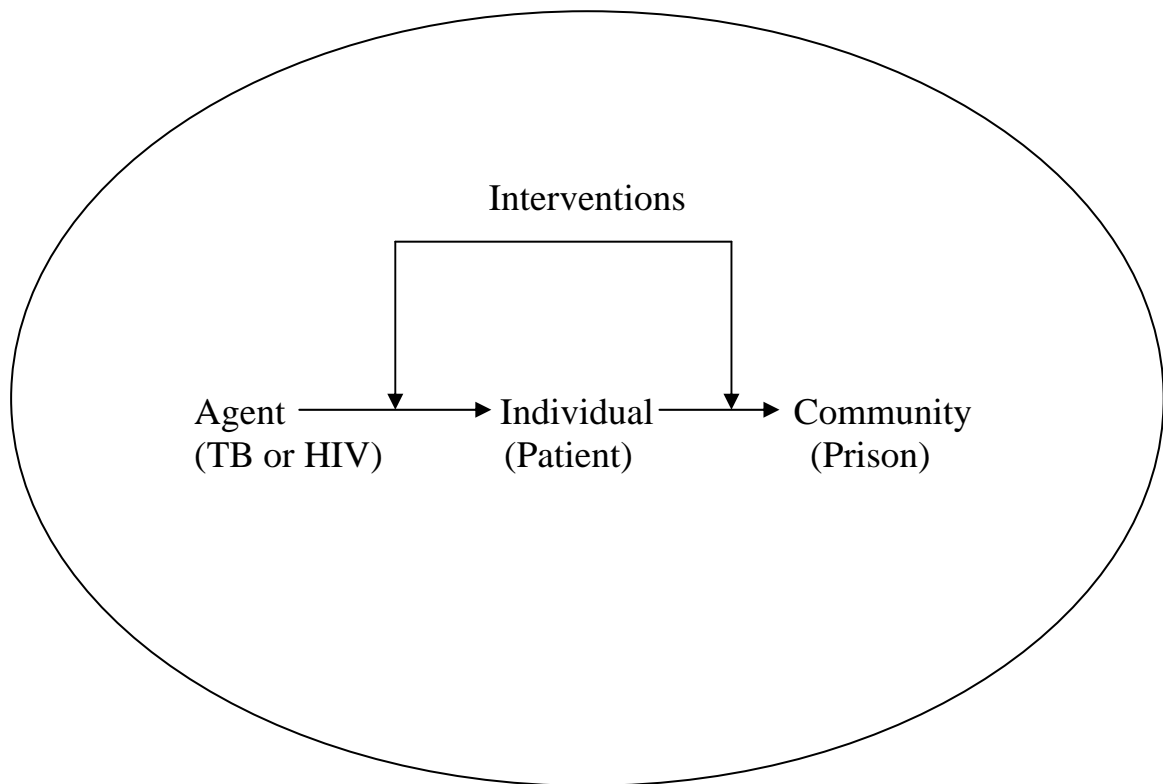 Interventions
Agent Individual Community
(TB or HIV) (Patient) (Prison)